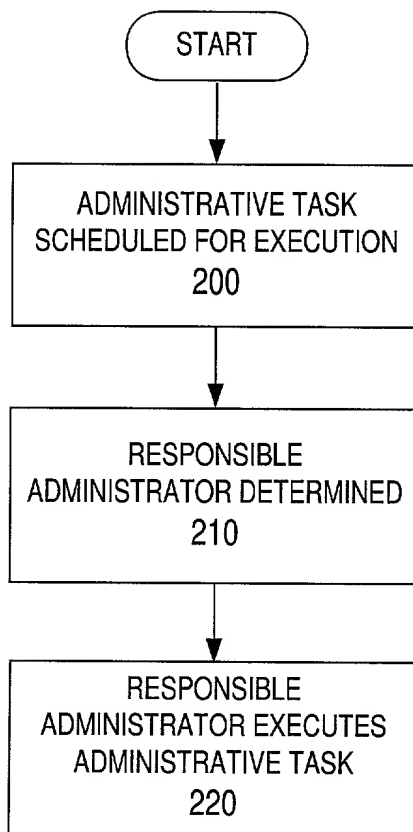 START
ADMINISTRATIVE TASK
SCHEDULED FOR EXECUTION
200
RESPONSIBLE
ADMINISTRATOR DETERMINED
210
RESPONSIBLE
ADMINISTRATOR EXECUTES
ADMINISTRATIVE TASK
220